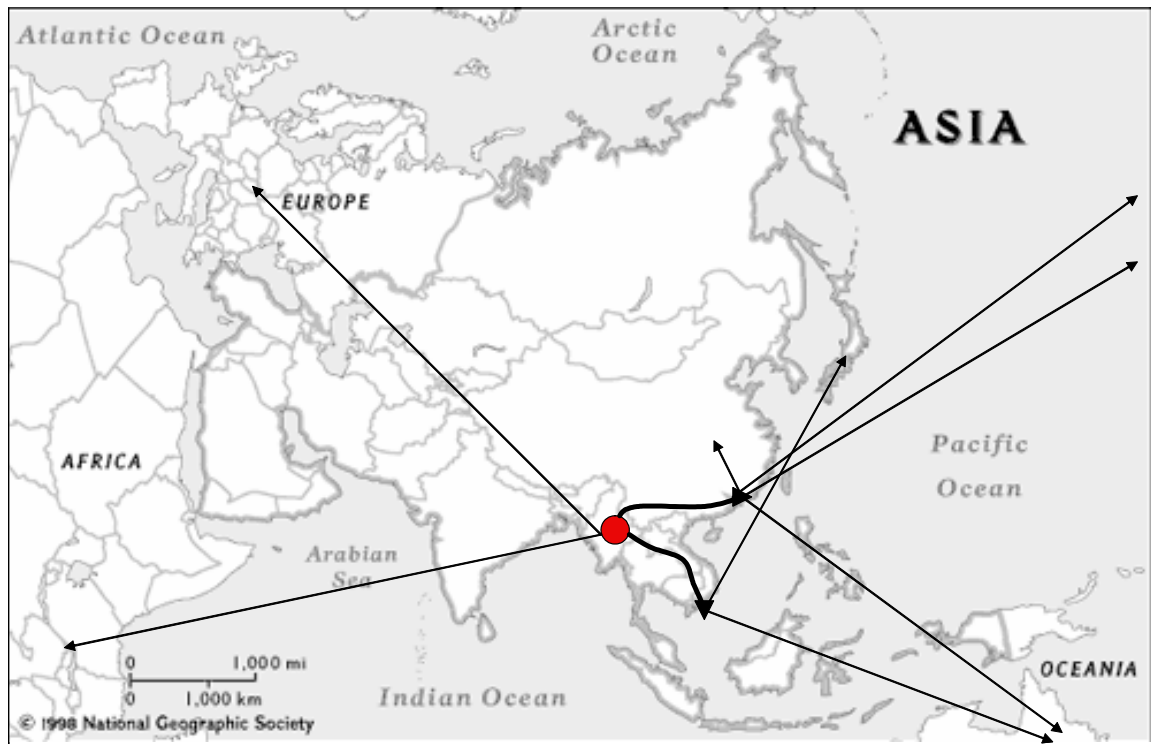 Atlantic Ocean
Arctic
Ocean
ASIA
EUROPE
Pacific
Ocean
AFRICA
Arabian
Sea
0 1,000 mi
0 1,000 km
Indian Ocean
OCEANIA
© 1998 National Geographic Society